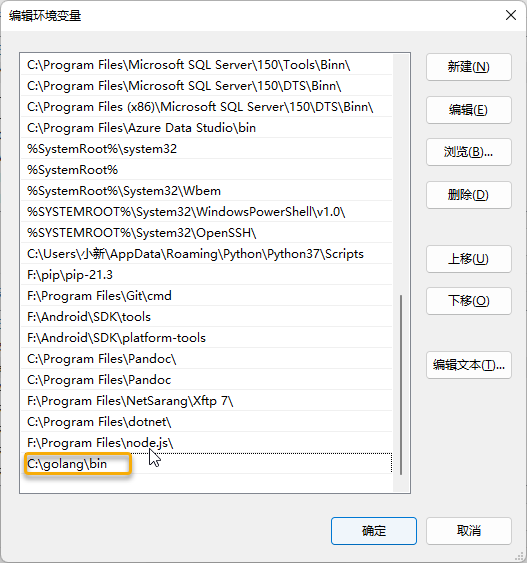 编辑环境变量
C:\Program Files\Microsoft SQL Server\150\Tools\Binn\
C:\Program Files\Microsoft SQL Server\150\DTS\Binn\
C:\Program Files (x86)\Microsoft SQL Server\150\DTS\Binn\
C:\Program Files\Azure Data Studio\bin
%SystemRoot%\system32
%SystemRoot%
%SystemRoot%\System32\Wbem
%SYSTEMROOT%\System32\WindowsPowerShell\v1.0\
%SYSTEMROOT%\System32\OpenSSH\
C:\Users\小新\AppData\Roaming\Python\Python37\Scripts
F:\pip\pip-21.3
F:\Program Files\Git\cmd
F:\Android\SDK\tools
F:\Android\SDK\platform-tools
C:\Program Files\Pandoc\
C:\Program Files\Pandoc
F:\Program Files\NetSarang\Xftp 7\
C:\Program Files\dotnet\
F:\Program Files\node.js\
C:\golang\bin
新建(N)
编辑(E)
浏览(B)...
删除(D)
上移(U)
下移(O)
编辑文本(T)...
确定
取消